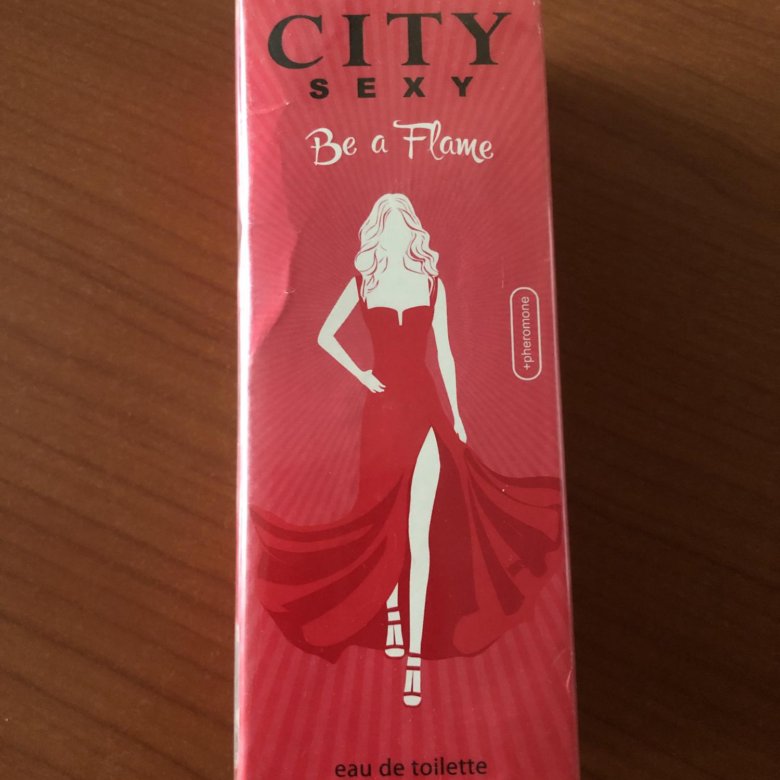 CITY
SEXY
Be a Flame
+pheromone
eau de toilette